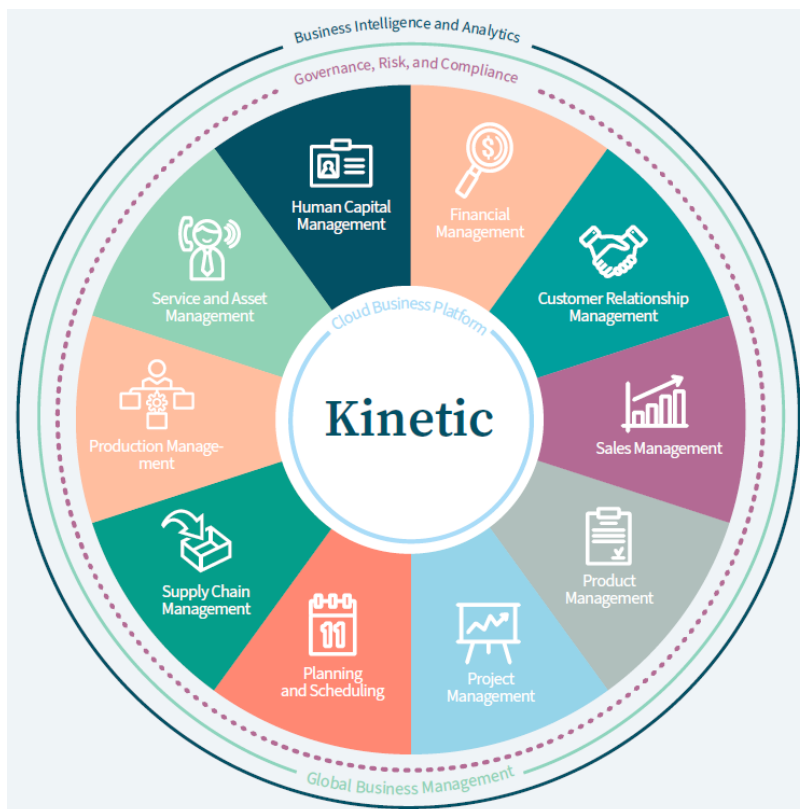 Business Intelligence and Analytics
Governance, Risk, and Compliance
Human Capital
Management
Financial
Management
Service and Asset
Management
Customer Relationship
Management
Cloud Business Platform
Kinetic
Production Manage-
ment
Sales Management
Supply Chain
Management
Product
Management
11
Planning
and Scheduling
Project
Management
Global Business Management
$